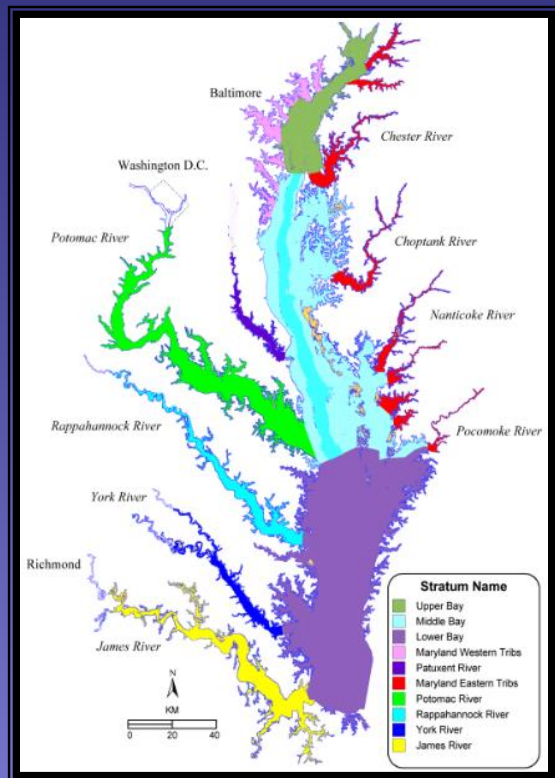 Baltimore
Chester River
Washington D.C.
Potomac River
Choptank River
Nanticoke River
Rappahannock River
Pocomoke River
York River
Richmond
James River
N
KM
0 20 40
Stratum Name
Upper Bay
Middle Bay
Lower Bay
Maryland Western Tribs
Patuxent River
Maryland Eastern Tribs
Potomac River
Rappahannock River
York River
James River